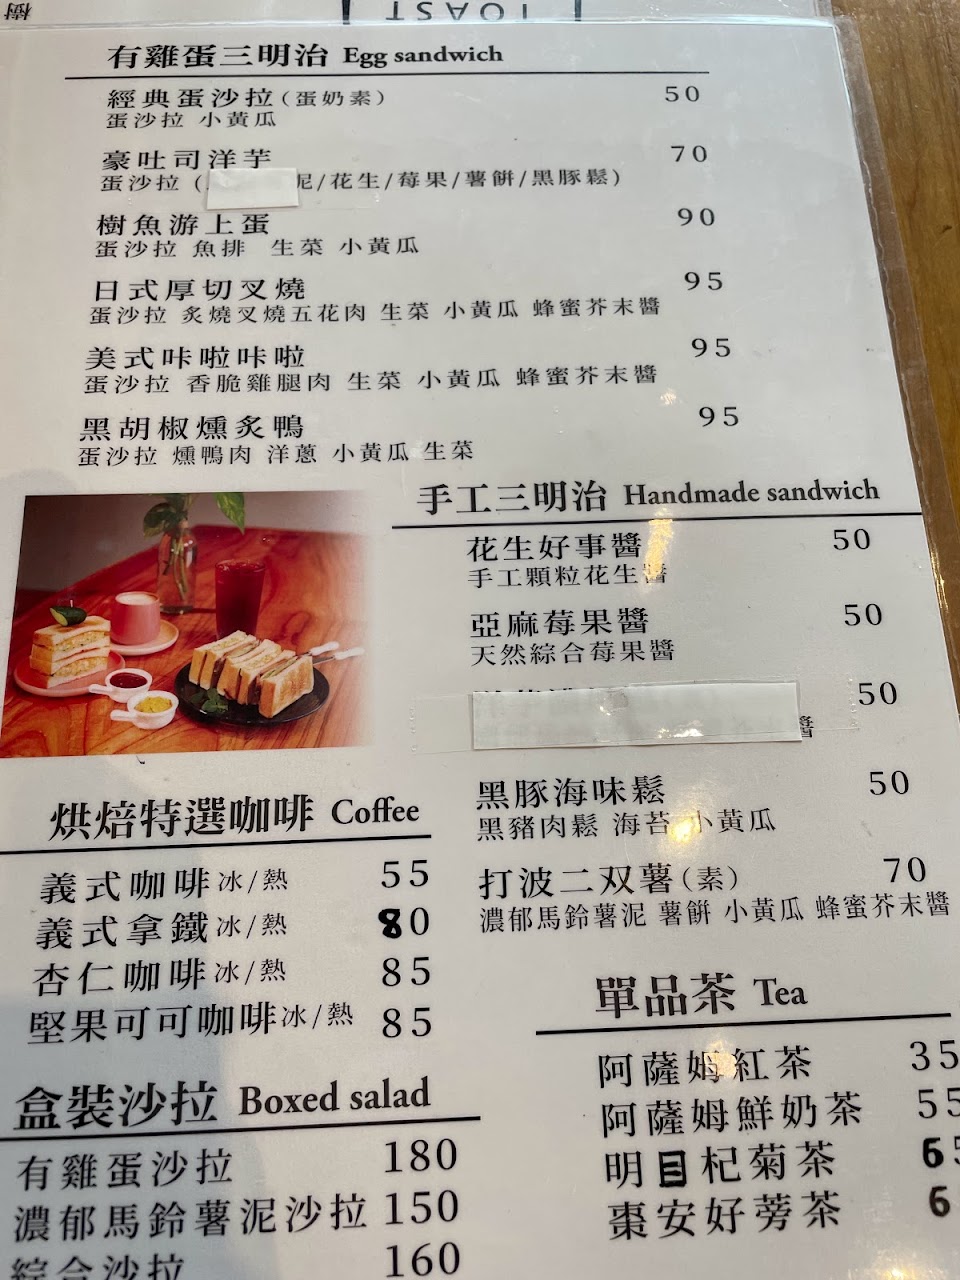 TOAST
樹
有雞蛋三明治 Egg sandwich
經典蛋沙拉(蛋奶素) 50
蛋沙拉 小黃瓜
豪吐司洋芋 70
蛋沙拉 ( 泥/花生/莓果/薯餅/黑豚鬆)
樹魚游上蛋 90
蛋沙拉 魚排 生菜 小黃瓜
日式厚切叉燒 95
蛋沙拉 炙燒叉燒五花肉 生菜 小黃瓜 蜂蜜芥末醬
美式咔啦咔啦 95
蛋沙拉 香脆雞腿肉 生菜 小黃瓜 蜂蜜芥末醬
黑胡椒燻炙鴨 95
蛋沙拉 燻鴨肉 洋蔥 小黃瓜 生菜
手工三明治 Handmade sandwich
花生好事醬 50
手工顆粒花生醬
亞麻莓果醬 50
天然綜合莓果醬
50
醬
黑豚海味鬆 50
黑豬肉鬆 海苔 小黃瓜
打波二双薯(素) 70
濃郁馬鈴薯泥 薯餅 小黃瓜 蜂蜜芥末醬
烘焙特選咖啡 Coffee
義式咖啡冰/熱 55
義式拿鐵冰/熱 80
杏仁咖啡冰/熱 85
堅果可可咖啡冰/熱 85
盒裝沙拉 Boxed salad
有雞蛋沙拉 180
濃郁馬鈴薯泥沙拉 150
綜合沙拉 160
單品茶 Tea
阿薩姆紅茶 35
阿薩姆鮮奶茶 55
明目杞菊茶 65
棗安好蒡茶 6